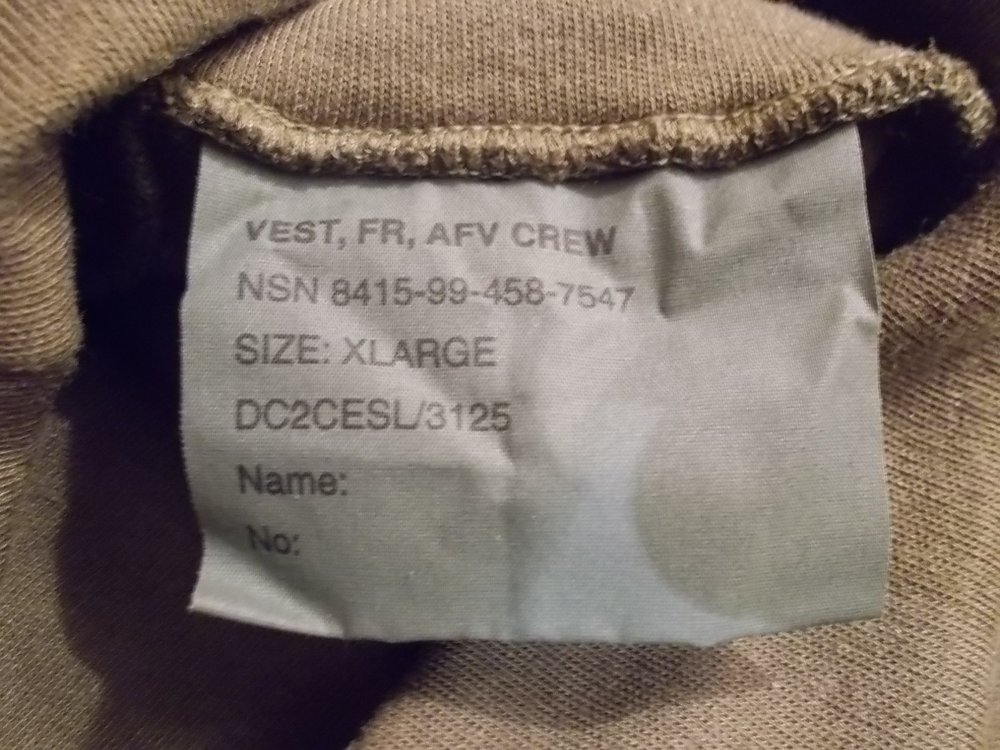 VEST, FR, AFV CREW
NSN 8415-99-458-7547
SIZE: XLARGE
DC2CESL/3125
Name:
No: